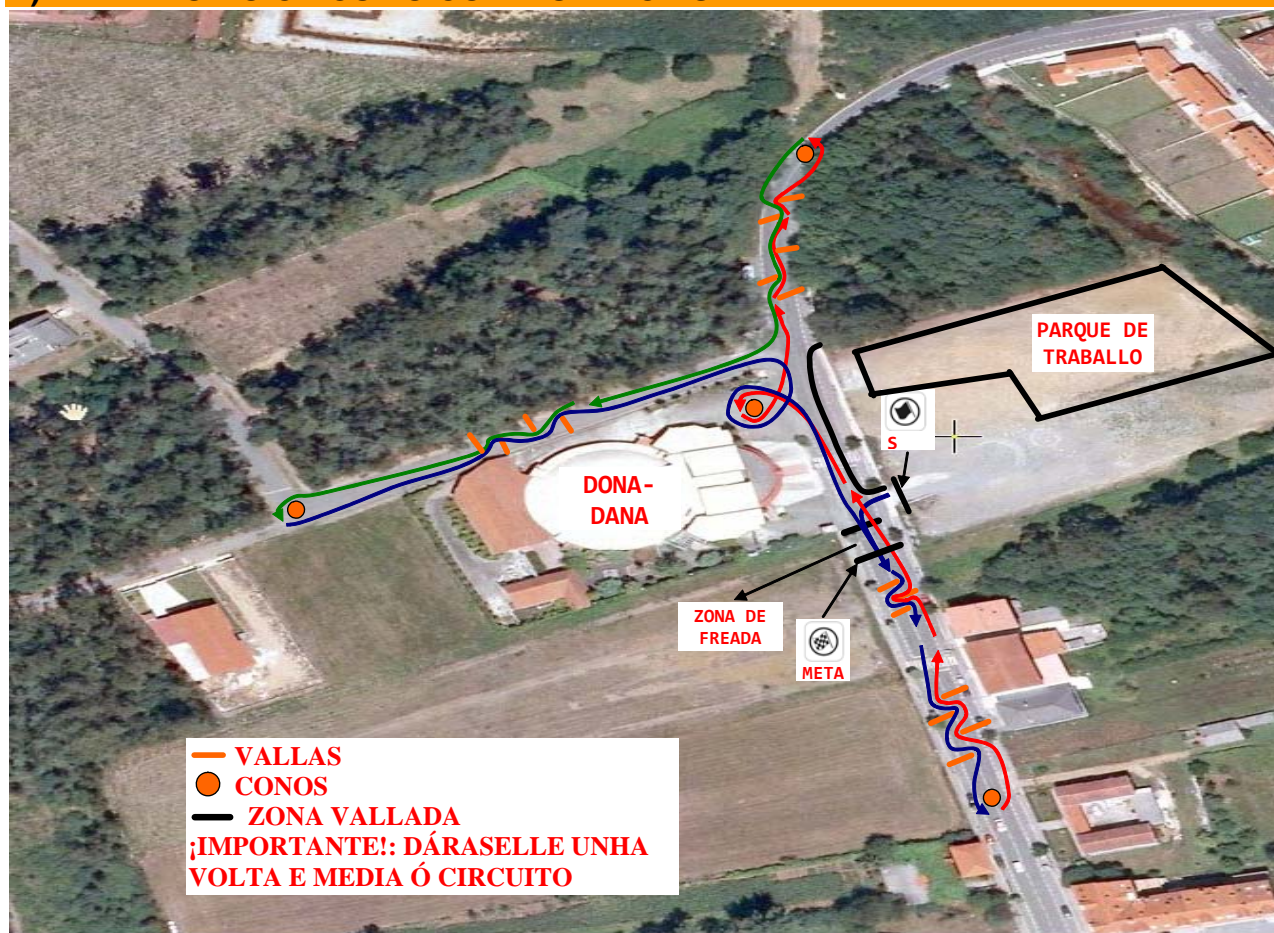 PARQUE DE
TRABALLO
S
DONA-
DANA
ZONA DE
FREADA
META
VALLAS
CONOS
ZONA VALLADA
¡IMPORTANTE!: DÁRASELLE UNHA
VOLTA E MEDIA Ó CIRCUITO